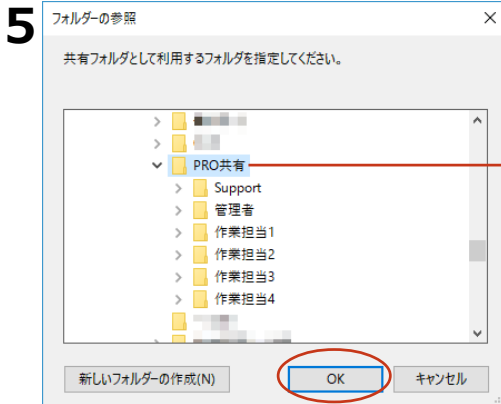 5
フォルダーの参照
共有フォルダとして利用するフォルダを指定してください。
PRO共有
Support
管理者
作業担当1
作業担当2
作業担当3
作業担当4
新しいフォルダーの作成(N)
OK
キャンセル